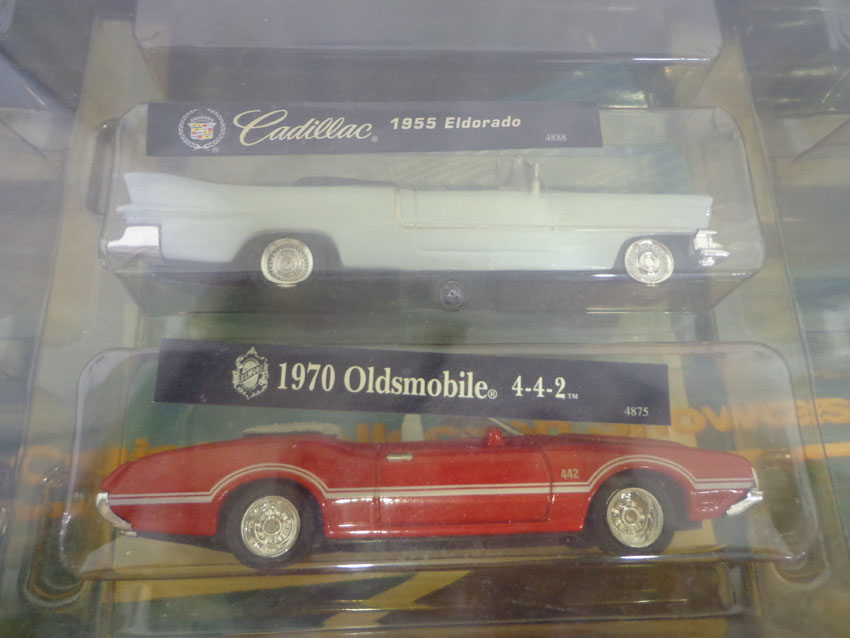 Cadillac® 1955 Eldorado
4888
1970 Oldsmobile® 4-4-2™
4875
442